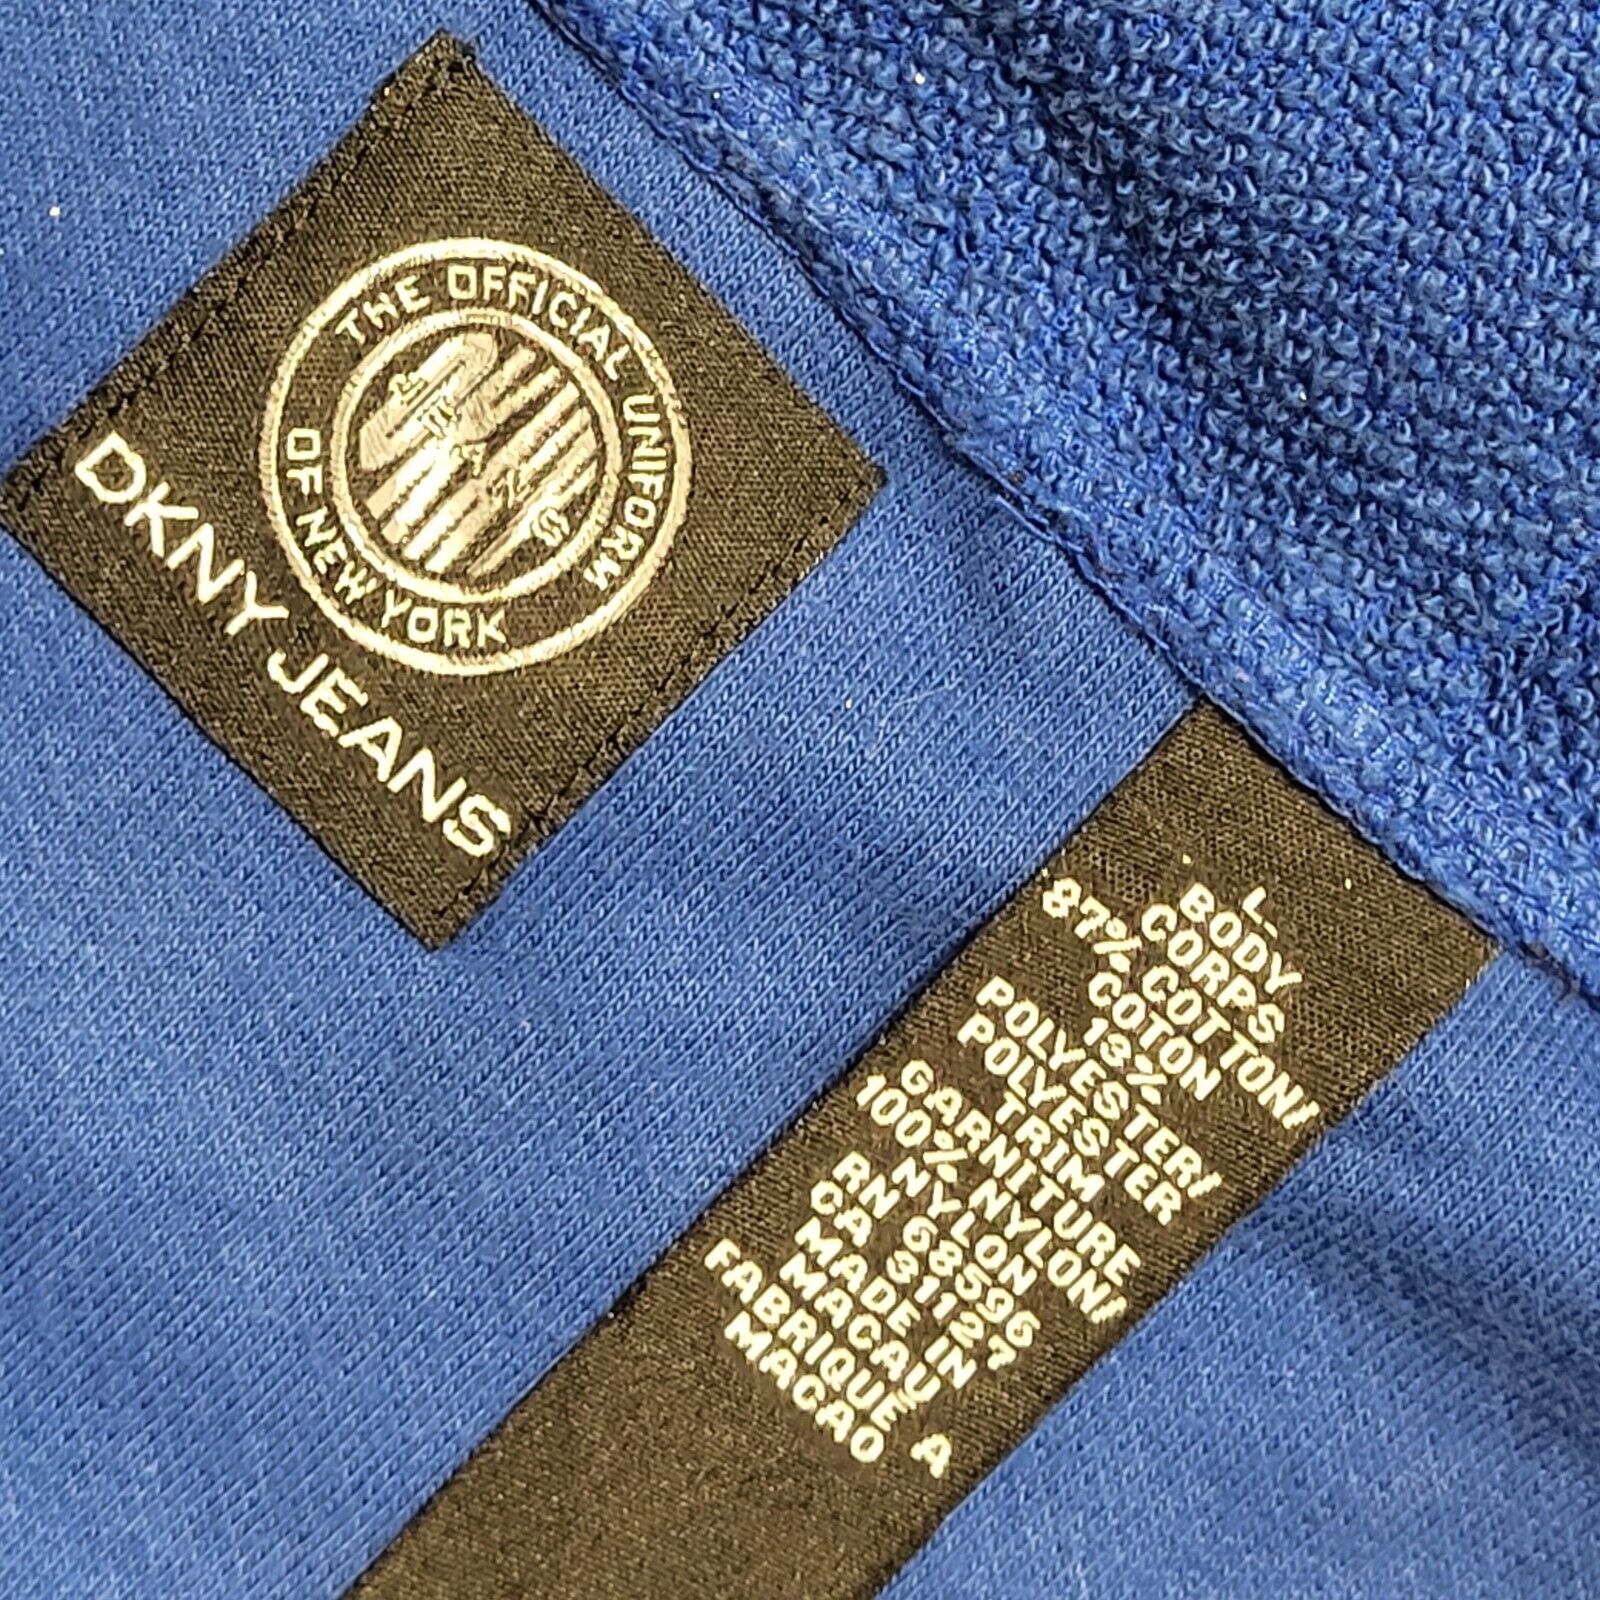 THE OFFICIAL UNIFORM
OF NEW YORK
DKNY JEANS
L
BODY
CORPS
87% COTTON/
COTON
13%
POLYESTER/
POLYESTER
TRIM
GARNITURE
100% NYLON/
NYLON
RN 68596
CA 31127
MADE IN
MACAU
FABRIQUE A
MACAO